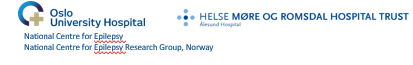 Oslo
University Hospital
HELSE MØRE OG ROMSDAL HOSPITAL TRUST
Ålesund Hospital
National Centre for Epilepsy
National Centre for Epilepsy Research Group, Norway